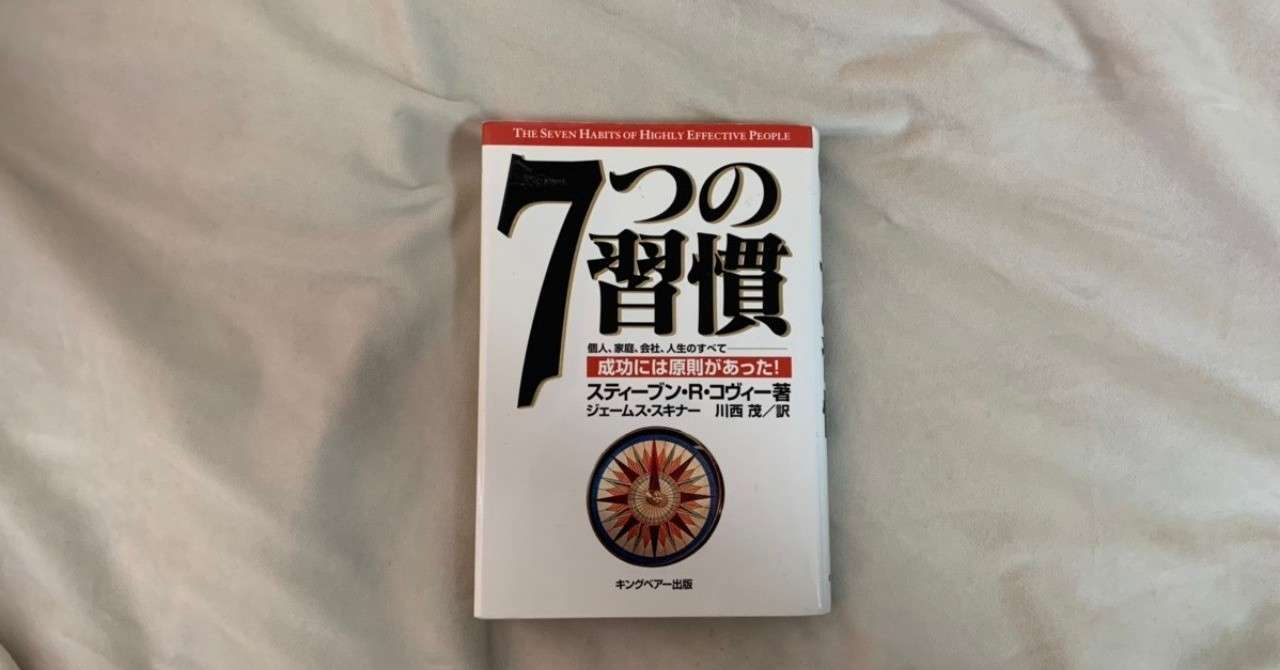 THE SEVEN HABITS OF HIGHLY EFFECTIVE PEOPLE
7つの
習慣
個人、家庭、会社、人生のすべて
成功には原則があった!
スティーブン・R・コヴィー著
ジェームス・スキナー 川西 茂/訳
キングベアー出版